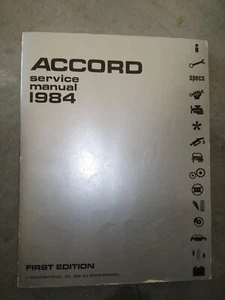 ACCORD
service
manual
1984
specs
FIRST EDITION